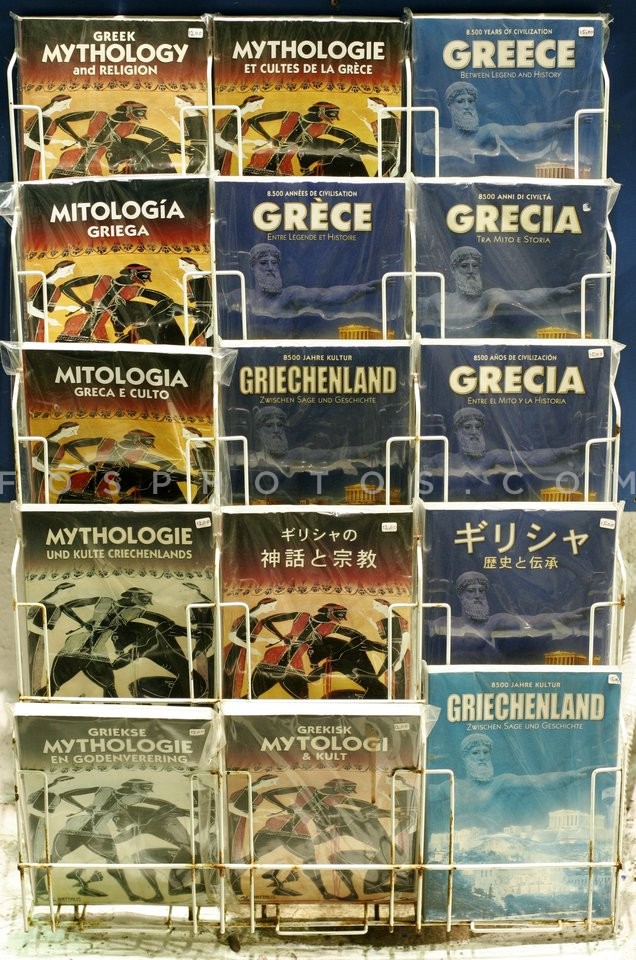 GREEK
MYTHOLOGY
and RELIGION
MYTHOLOGIE
ET CULTES DE LA GRÈCE
8.500 YEARS OF CIVILIZATION
GREECE
BETWEEN LEGEND AND HISTORY
MITOLOGÍA
GRIEGA
8.500 ANNÉES DE CIVILISATION
GRÈCE
ENTRE LÉGENDE ET HISTOIRE
8500 ANNI DI CIVILTÁ
GRECIA
TRA MITO E STORIA
MITOLOGIA
GRECA E CULTO
8500 JAHRE KULTUR
GRIECHENLAND
ZWISCHEN SAGE UND GESCHICHTE
8500 AÑOS DE CIVILIZACIÓN
GRECIA
ENTRE EL MITO Y LA HISTORIA
FOSPHOTOS.COM
MYTHOLOGIE
UND KULTE CRIECHENLANDS
ギリシャの
神話と宗教
ギリシャ
歴史と伝承
GRIEKSE
MYTHOLOGIE
EN GODENVERERING
GREKISK
MYTOLOGI
& KULT
8500 JAHRE KULTUR
GRIECHENLAND
ZWISCHEN SAGE UND GESCHICHTE